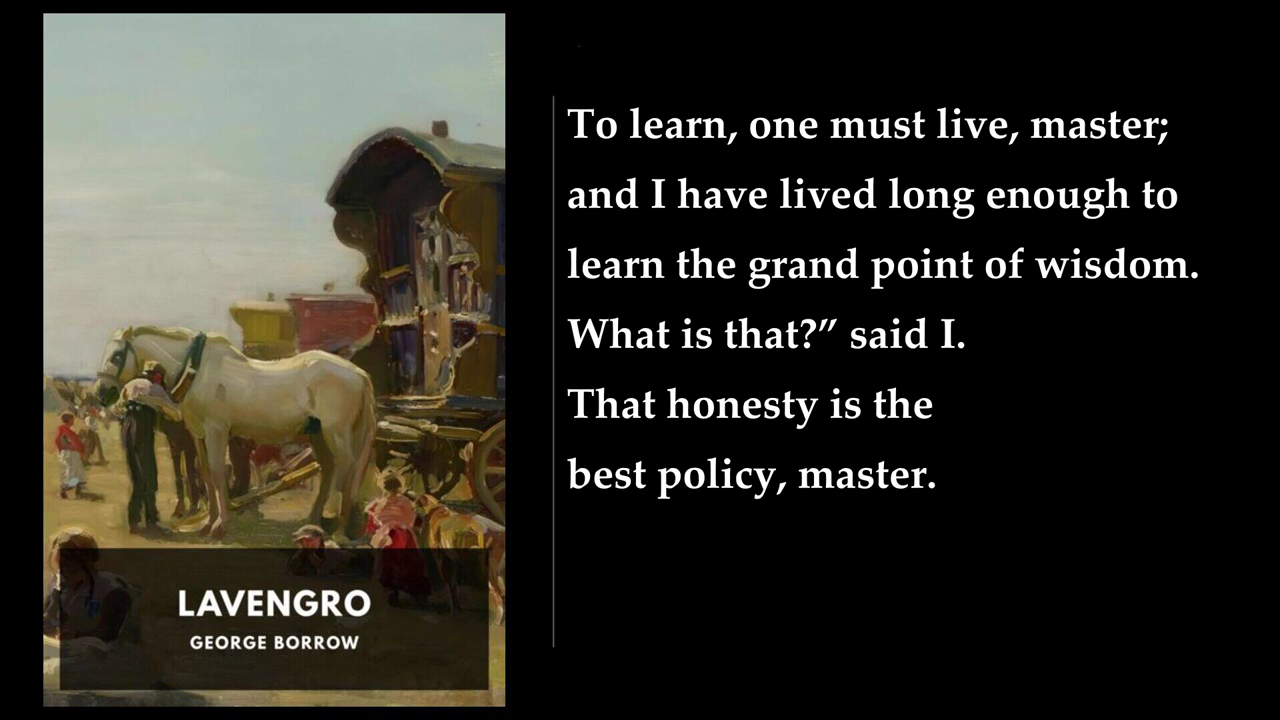 LAVENGRO
GEORGE BORROW
To learn, one must live, master;
and I have lived long enough to
learn the grand point of wisdom.
What is that?” said I.
That honesty is the
best policy, master.